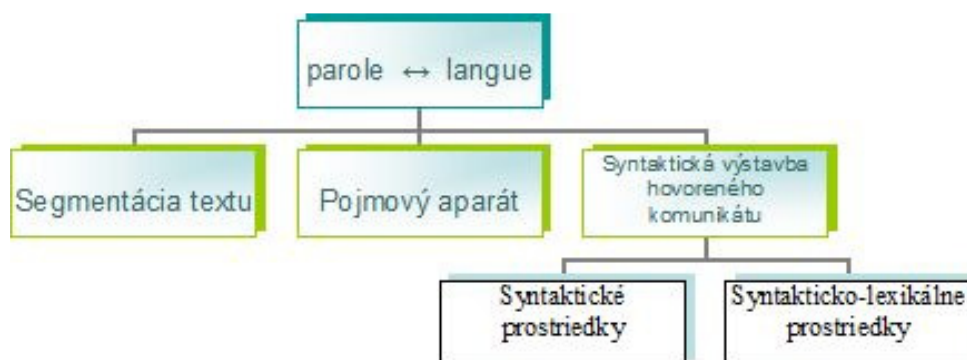 parole ↔ langue
Segmentácia textu
Pojmový aparát
Syntaktická výstavba
hovoreného
komunikátu
Syntaktické
prostriedky
Syntakticko-lexikálne
prostriedky